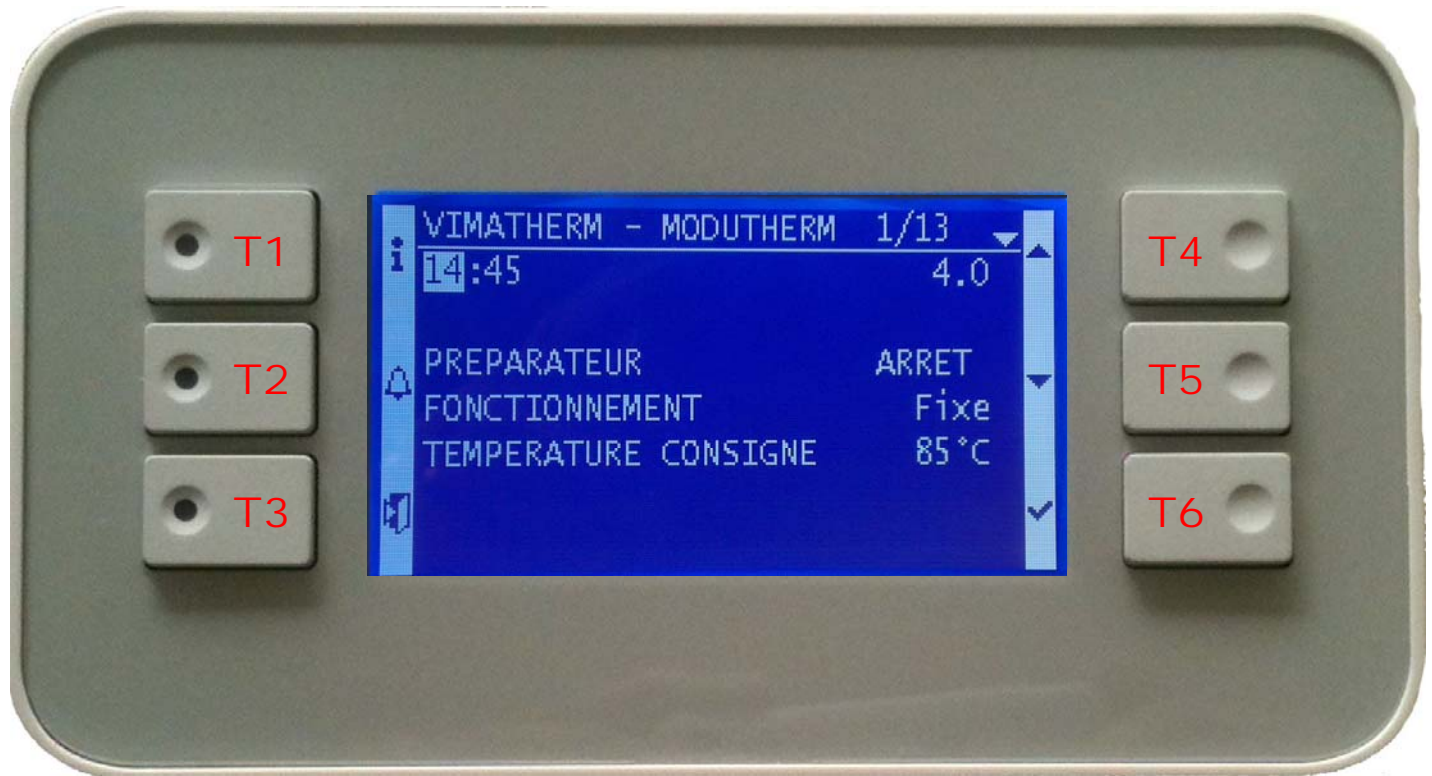 VIMATHERM - MODUTHERM 1/13
14:45 4.0
PREPARATEUR ARRET
FONCTIONNEMENT Fixe
TEMPERATURE CONSIGNE 85°C
T1
T2
T3
T4
T5
T6